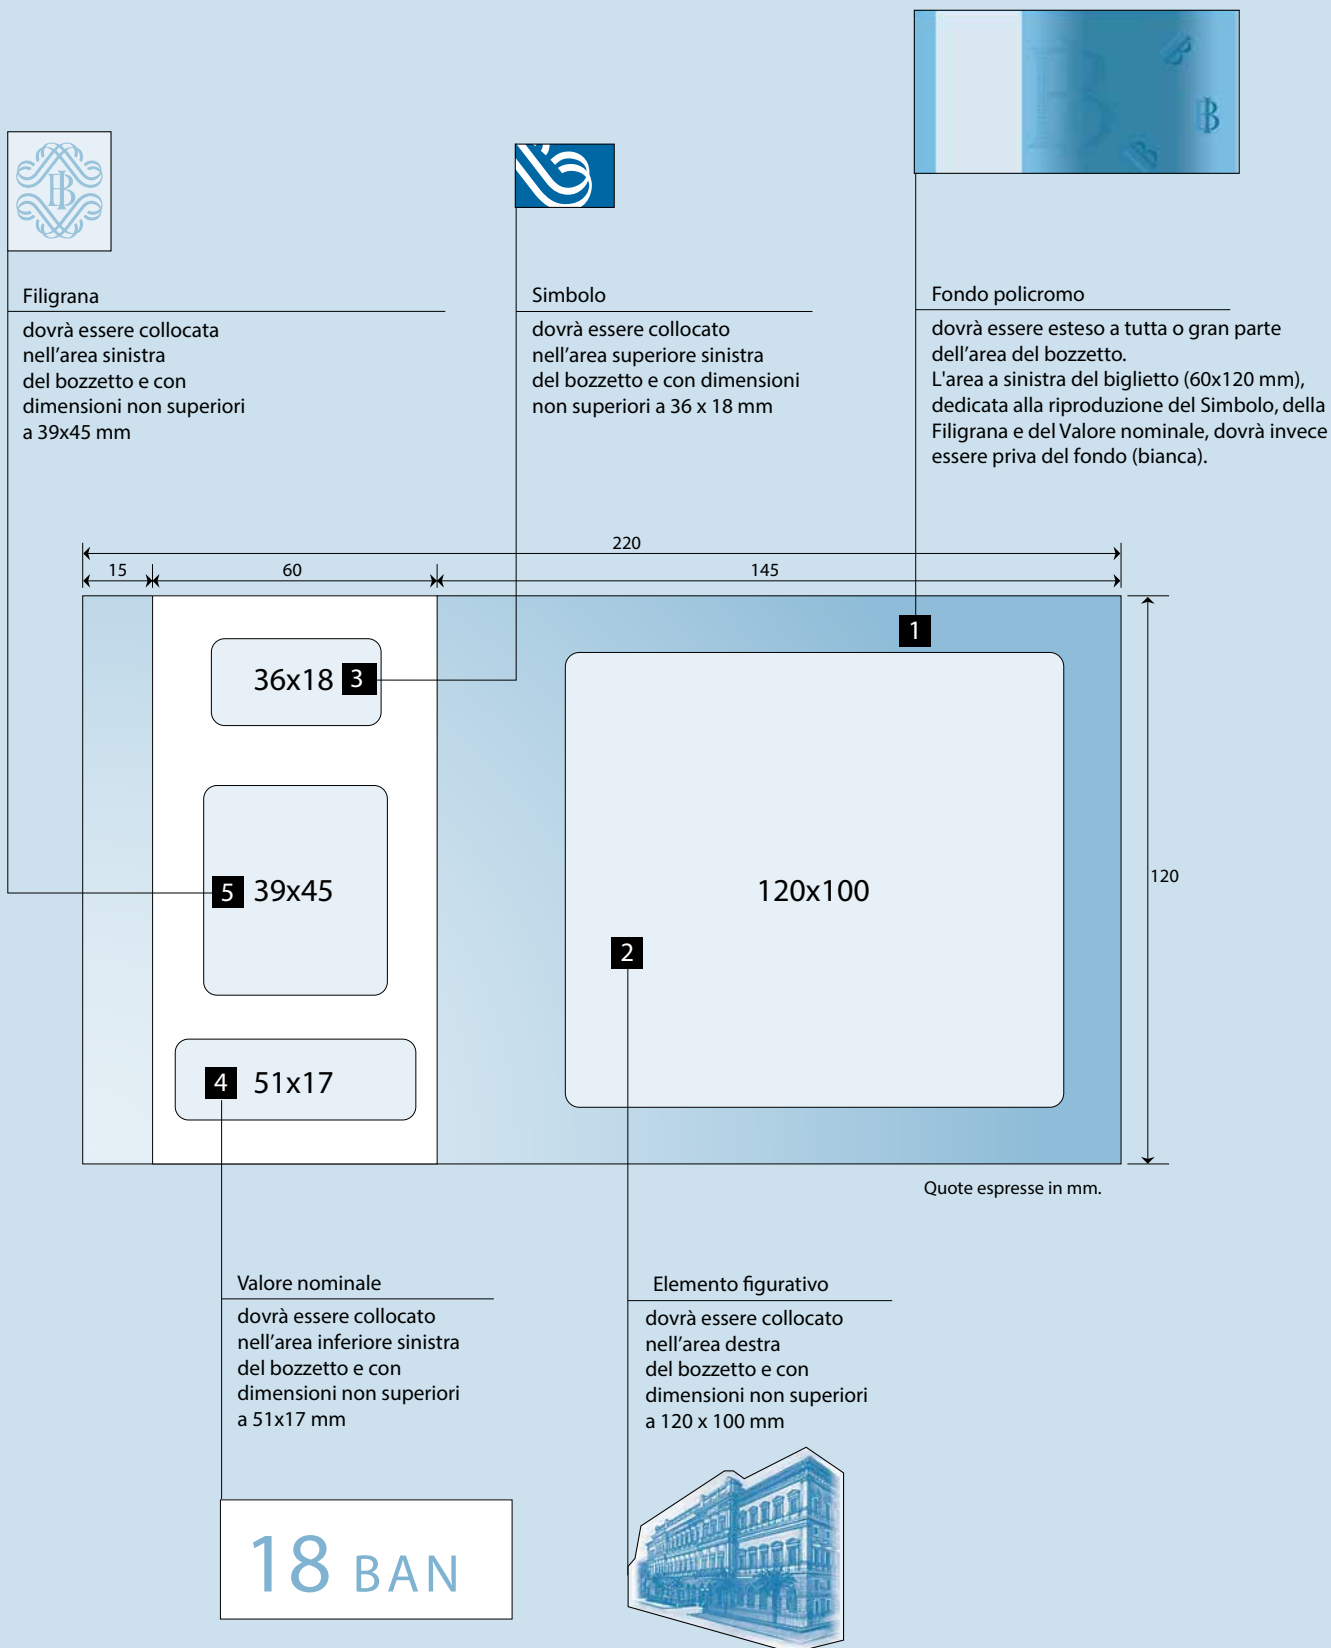 B
B
B
B
B
Filigrana
dovrà essere collocata
nell'area sinistra
del bozzetto e con
dimensioni non superiori
a 39x45 mm
Simbolo
dovrà essere collocato
nell'area superiore sinistra
del bozzetto e con dimensioni
non superiori a 36 x 18 mm
Fondo policromo
dovrà essere esteso a tutta o gran parte
dell'area del bozzetto.
L'area a sinistra del biglietto (60x120 mm),
dedicata alla riproduzione del Simbolo, della
Filigrana e del Valore nominale, dovrà invece
essere priva del fondo (bianca).
220
15
60
145
1
36x18
3
5
39x45
120x100
120
2
4
51x17
Quote espresse in mm.
Valore nominale
dovrà essere collocato
nell'area inferiore sinistra
del bozzetto e con
dimensioni non superiori
a 51x17 mm
Elemento figurativo
dovrà essere collocato
nell'area destra
del bozzetto e con
dimensioni non superiori
a 120 x 100 mm
18 BAN